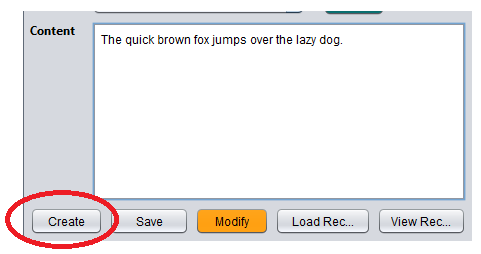 Content
The quick brown fox jumps over the lazy dog.
Create Save Modify Load Rec... View Rec...